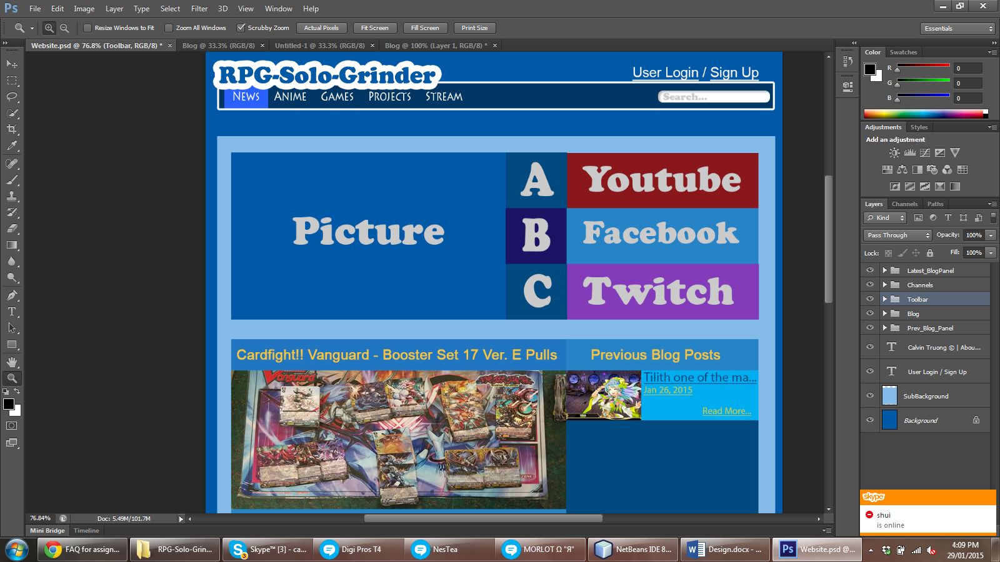 Ps File Edit Image Layer Type Select Filter 3D View Window Help
Resize Windows to Fit Zoom All Windows Scrubby Zoom Actual Pixels Fit Screen Fill Screen Print Size Essentials
Website.psd @ 76.8% (Toolbar, RGB/8) * × Blog @ 33.3% (RGB/8) × Untitled-1 @ 33.3% (RGB/8) × Blog @ 100% (Layer 1, RGB/8) * ×
RPG-Solo-Grinder
User Login / Sign Up
News Anime Games Projects Stream
Search...
Picture
A
B
C
Youtube
Facebook
Twitch
Cardfight!! Vanguard - Booster Set 17 Ver. E Pulls
Previous Blog Posts
Vanguard
ZONE
Tilith one of the ma...
Jan 26, 2015
Read More...
76.84% Doc: 5.49M/101.7M
Mini Bridge Timeline
Color Swatches
R 0
G 0
B 0
Adjustments Styles
Add an adjustment
Layers Channels Paths
Kind
Pass Through Opacity: 100%
Lock: Fill: 100%
Latest_BlogPanel
Channels
Toolbar
Blog
Prev_Blog_Panel
T Calvin Truong © | Abou...
T User Login / Sign Up
SubBackground
Background
skype
shui
is online
FAQ for assign...
RPG-Solo-Grin...
3
Skype™ [3] - ca...
Digi Pros T4
NesTea
MORLOT Ω "Я"
NetBeans IDE 8...
Design.docx - ...
Website.psd @...
4:09 PM
29/01/2015